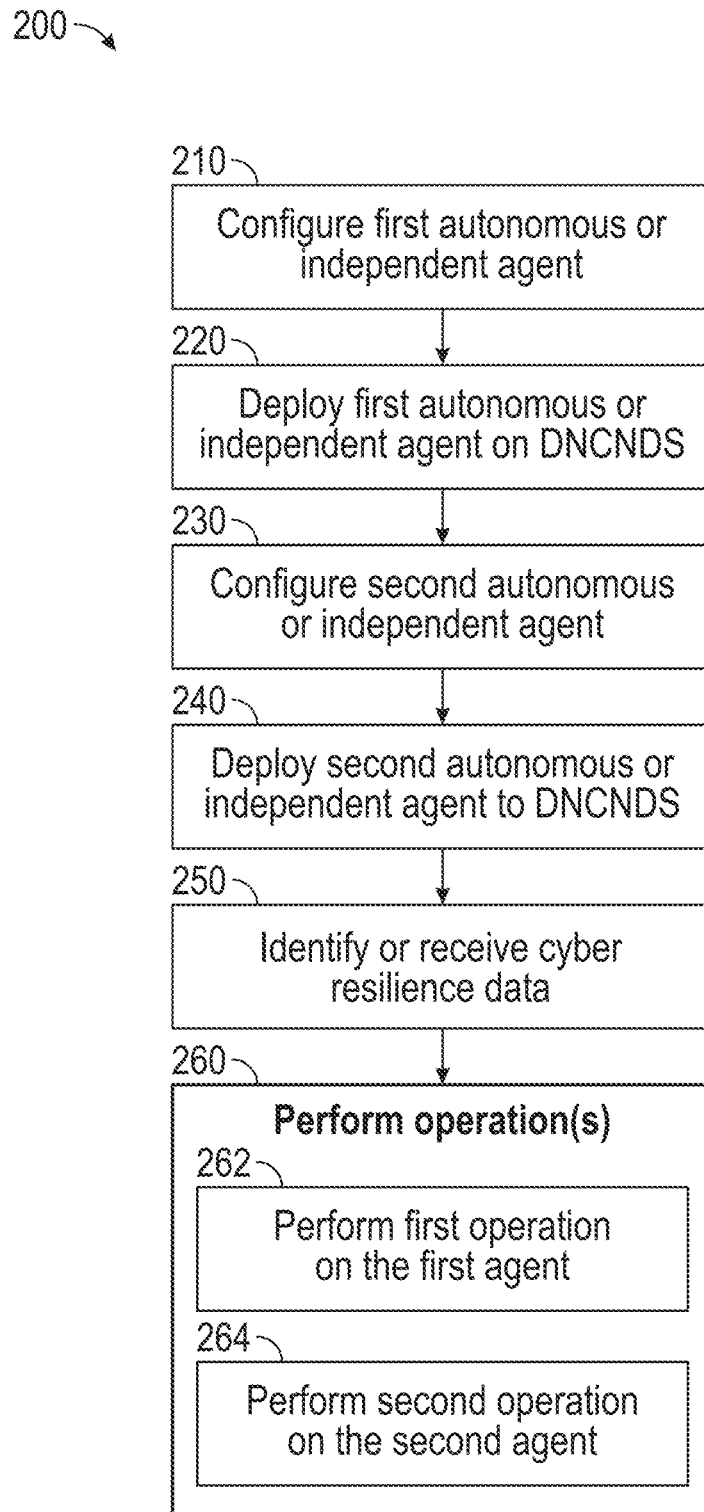 200
210
Configure first autonomous or
independent agent
220
Deploy first autonomous or
independent agent on DNCNDS
230
Configure second autonomous
or independent agent
240
Deploy second autonomous or
independent agent to DNCNDS
250
Identify or receive cyber
resilience data
260
Perform operation(s)
262
Perform first operation
on the first agent
264
Perform second operation
on the second agent